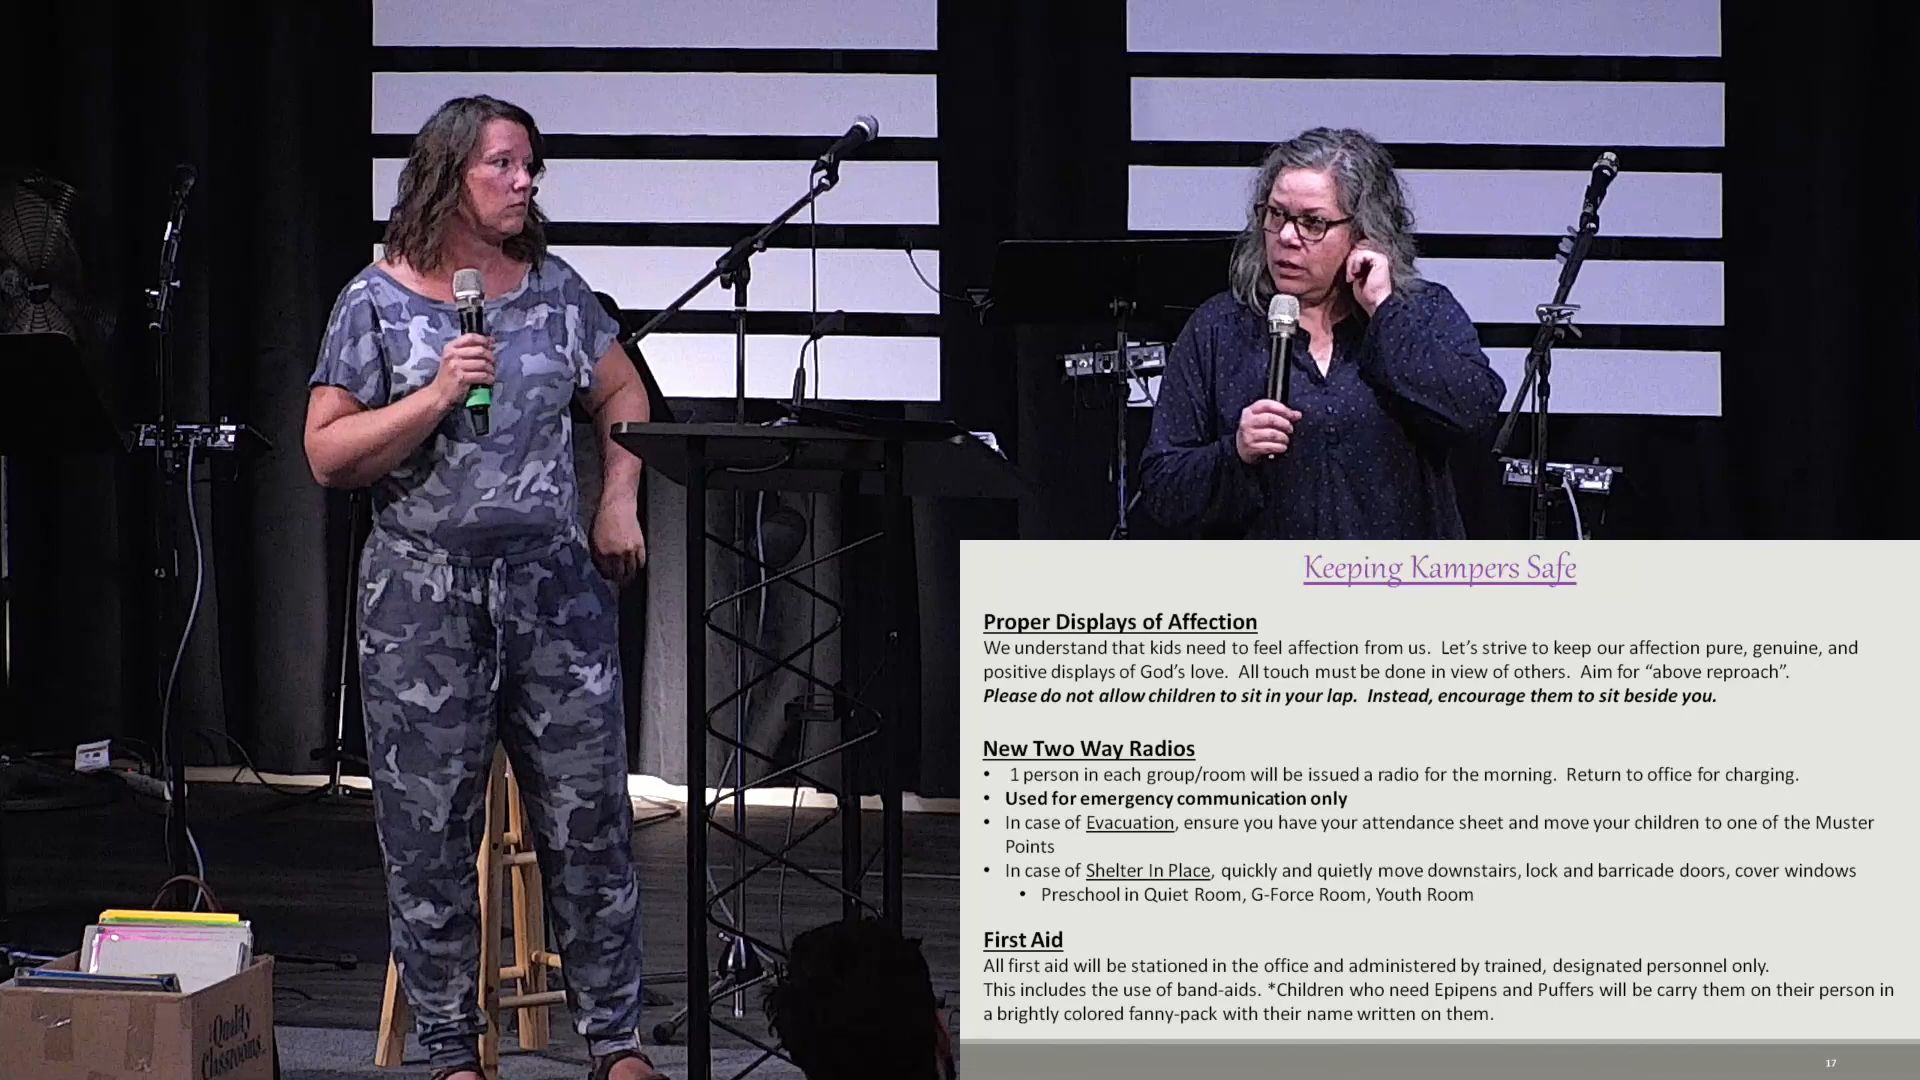 Keeping Kampers Safe
Proper Displays of Affection
We understand that kids need to feel affection from us.  Let's strive to keep our affection pure, genuine, and
positive displays of God's love.  All touch must be done in view of others.  Aim for “above reproach”.
Please do not allow children to sit in your lap.  Instead, encourage them to sit beside you.
New Two Way Radios
• 1 person in each group/room will be issued a radio for the morning.  Return to office for charging.
• Used for emergency communication only
• In case of Evacuation, ensure you have your attendance sheet and move your children to one of the Muster
Points
• In case of Shelter In Place, quickly and quietly move downstairs, lock and barricade doors, cover windows
• Preschool in Quiet Room, G-Force Room, Youth Room
First Aid
All first aid will be stationed in the office and administered by trained, designated personnel only.
This includes the use of band-aids. *Children who need Epipens and Puffers will be carry them on their person in
a brightly colored fanny-pack with their name written on them.
17
Quality
Classrooms